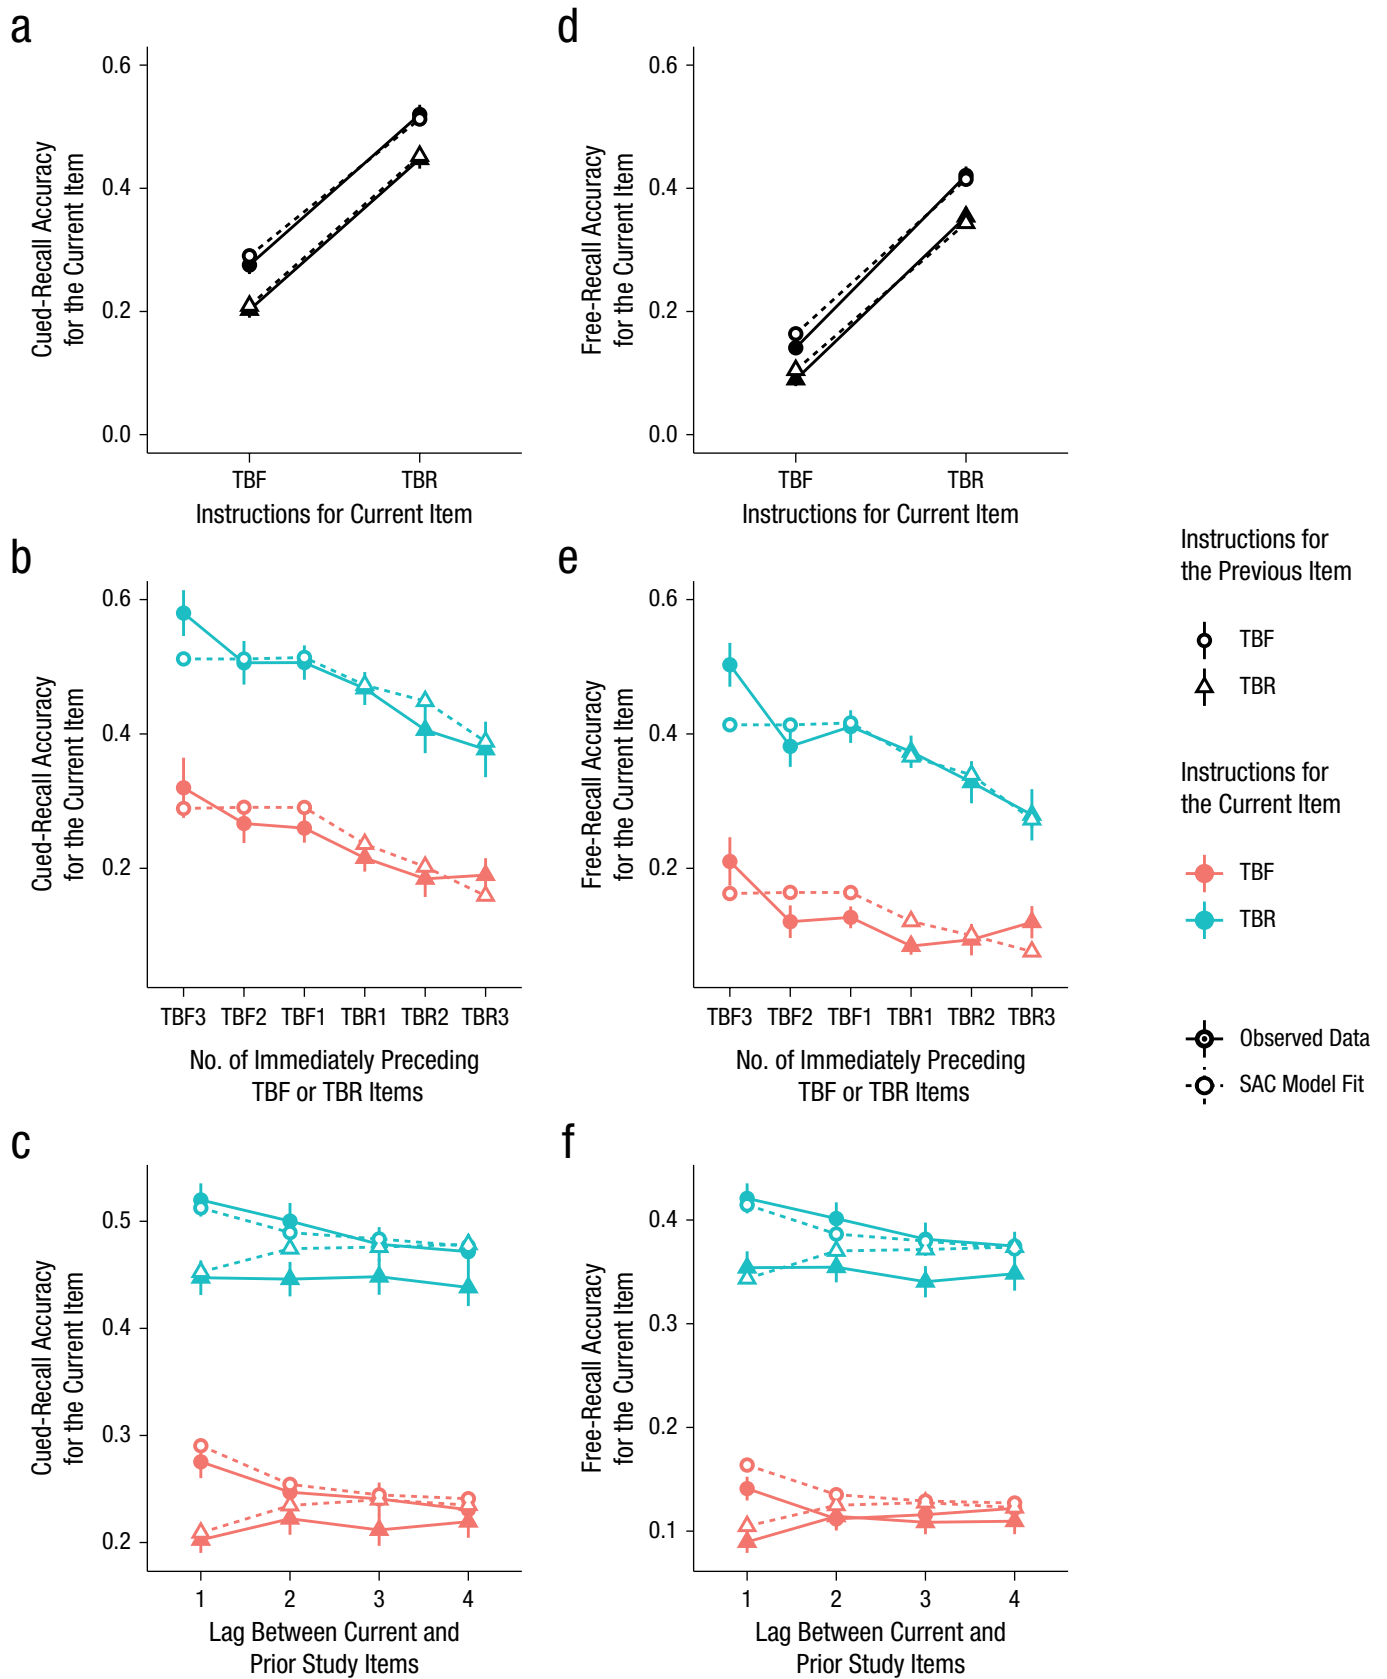 a
0.6
0.4
0.2
0.0
Cued-Recall Accuracy
for the Current Item
TBF
TBR
Instructions for Current Item
d
0.6
0.4
0.2
0.0
Free-Recall Accuracy
for the Current Item
TBF
TBR
Instructions for Current Item
b
0.6
0.4
0.2
Cued-Recall Accuracy
for the Current Item
TBF3 TBF2 TBF1 TBR1 TBR2 TBR3
No. of Immediately Preceding
TBF or TBR Items
e
0.6
0.4
0.2
Free-Recall Accuracy
for the Current Item
TBF3 TBF2 TBF1 TBR1 TBR2 TBR3
No. of Immediately Preceding
TBF or TBR Items
Instructions for
the Previous Item
TBF
TBR
Instructions for
the Current Item
TBF
TBR
Observed Data
SAC Model Fit
c
0.5
0.4
0.3
0.2
Cued-Recall Accuracy
for the Current Item
1 2 3 4
Lag Between Current and
Prior Study Items
f
0.4
0.3
0.2
0.1
Free-Recall Accuracy
for the Current Item
1 2 3 4
Lag Between Current and
Prior Study Items